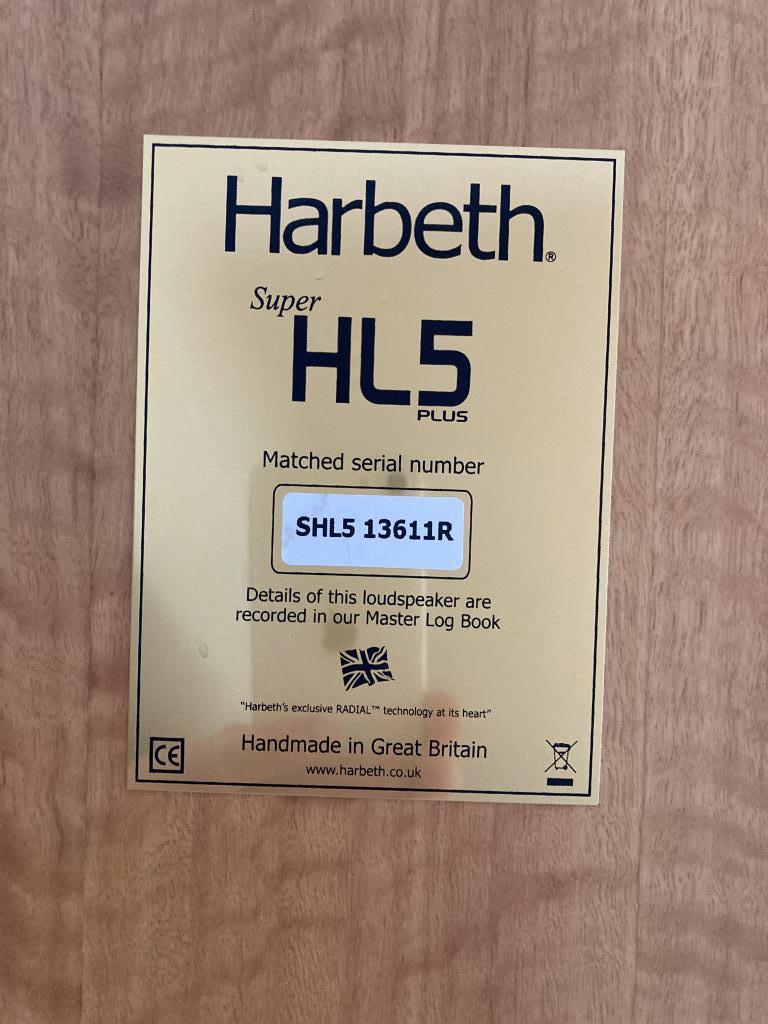 Harbeth®
Super
HL5
PLUS
Matched serial number
SHL5 13611R
Details of this loudspeaker are
recorded in our Master Log Book
“Harbeth's exclusive RADIAL™ technology at its heart”
Handmade in Great Britain
www.harbeth.co.uk
CE